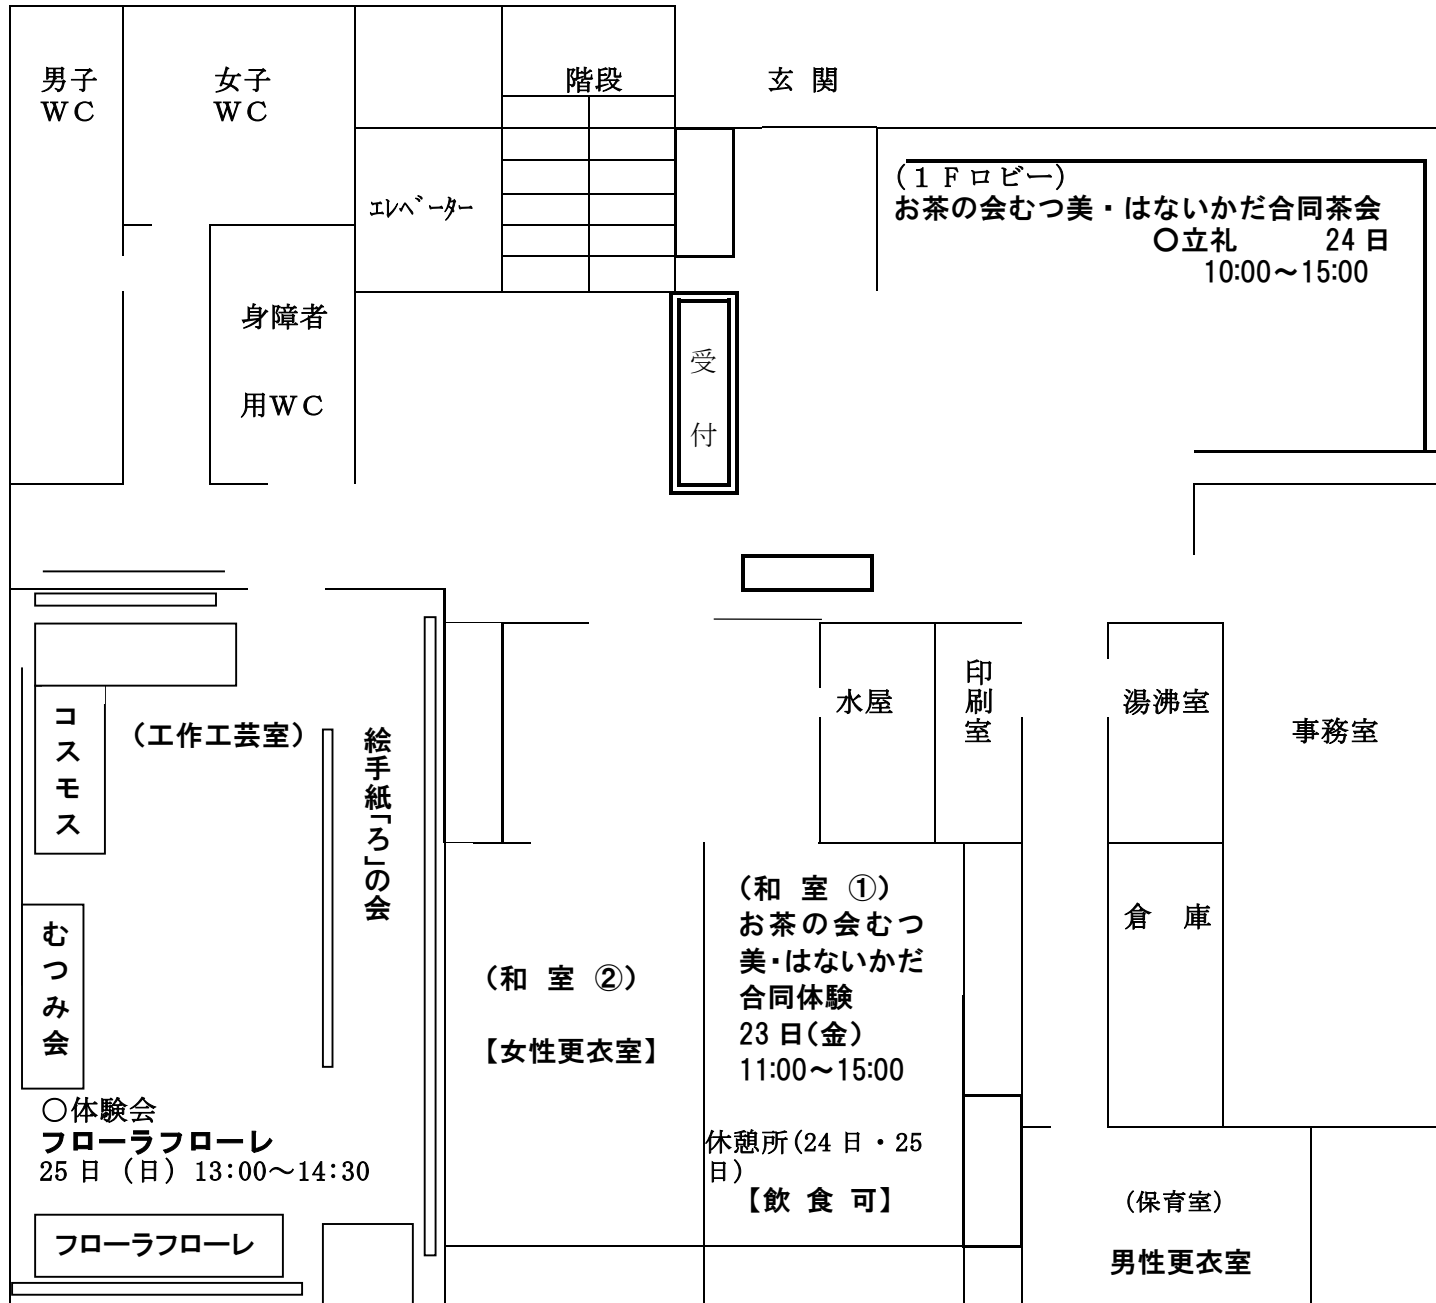 男子
ＷＣ
女子
ＷＣ
階段
玄 関
エレベーター
（１Ｆロビー）
お茶の会むつ美・はないかだ合同茶会
〇立礼　24日
10:00～15:00
身障者
用ＷＣ
受付
コスモス
（工作工芸室）
絵手紙「ろ」の会
水屋
印刷室
湯沸室
事務室
むつみ会
（和 室 ②）
【女性更衣室】
（和 室 ①）
お茶の会むつ
美・はないかだ
合同体験
23日（金）
11:00～15:00
倉 庫
○体験会
フローラフローレ
25日（日）13:00～14:30
休憩所(24日・25
日)
【飲 食 可】
フローラフローレ
（保育室）
男性更衣室